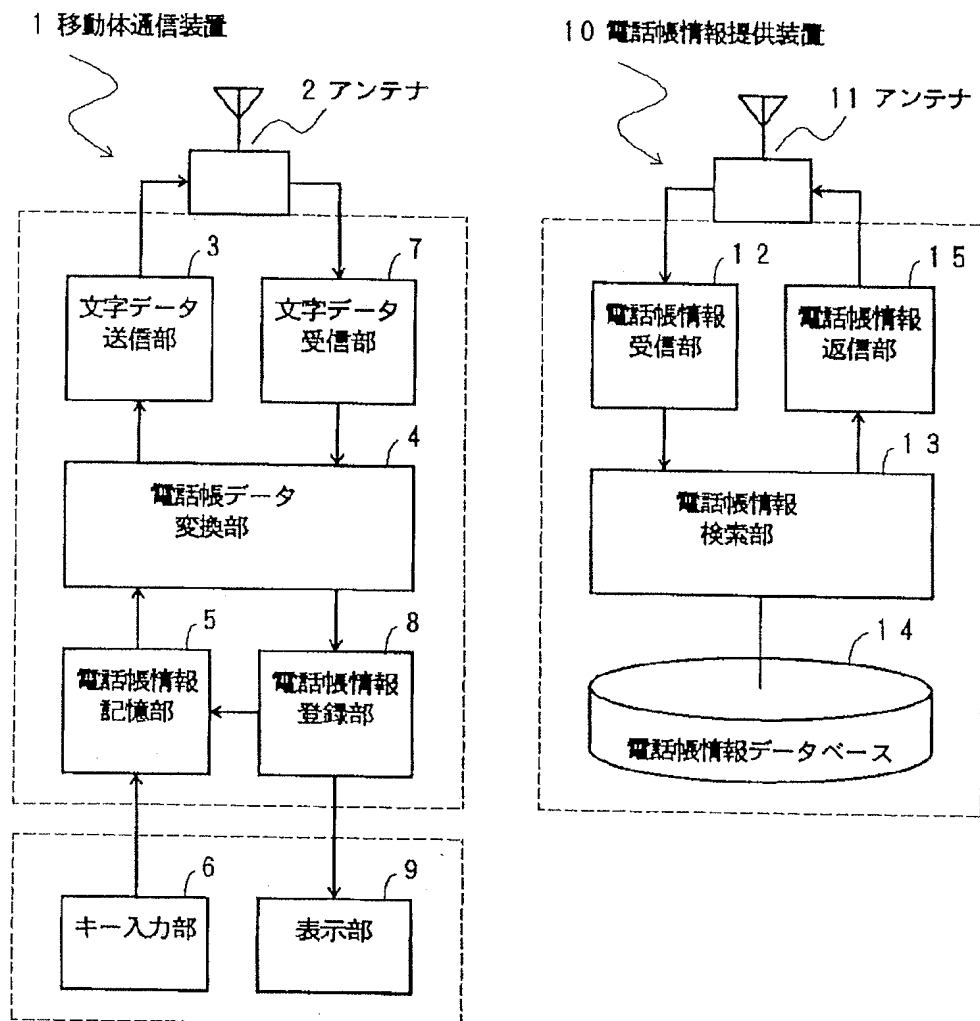 1 移動体通信装置
2 アンテナ
3
文字データ
送信部
7
文字データ
受信部
4
電話帳データ
変換部
5
電話帳情報
記憶部
8
電話帳情報
登録部
6
キー入力部
9
表示部
10 電話帳情報提供装置
11 アンテナ
12
電話帳情報
受信部
15
電話帳情報
返信部
13
電話帳情報
検索部
14
電話帳情報データベース